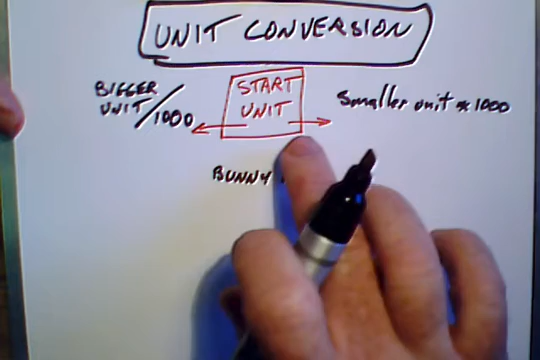 UNIT CONVERSION
BIGGER
UNIT/1000
START
UNIT
Smaller unit * 1000
BUNNY